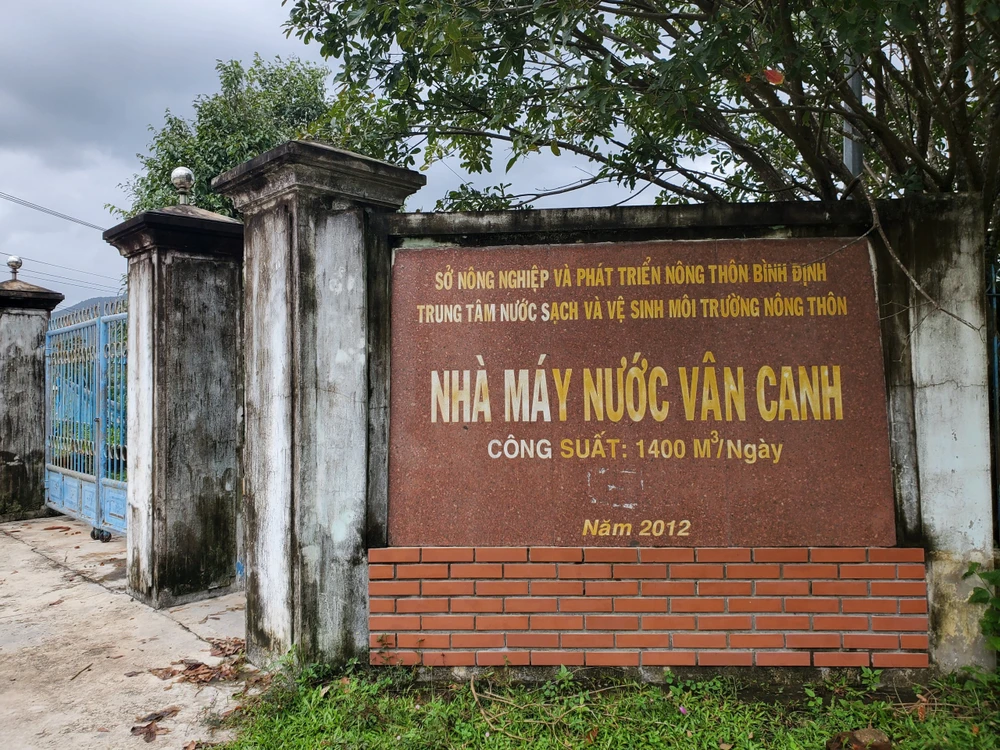 SỞ NÔNG NGHIỆP VÀ PHÁT TRIỂN NÔNG THÔN BÌNH ĐỊNH
TRUNG TÂM NƯỚC SẠCH VÀ VỆ SINH MÔI TRƯỜNG NÔNG THÔN
NHÀ MÁY NƯỚC VÂN CANH
CÔNG SUẤT: 1400 M³/Ngày
Năm 2012